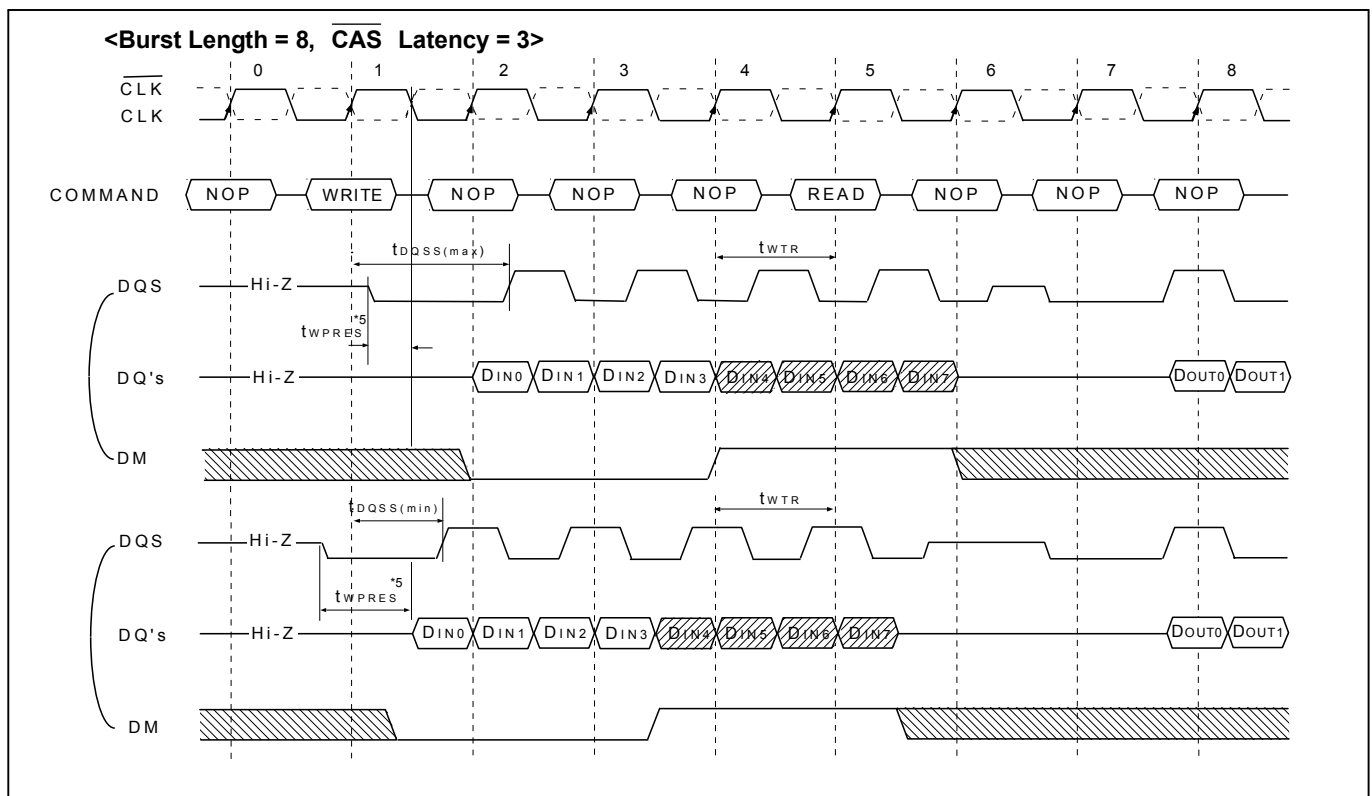 <Burst Length = 8, CAS Latency = 3>
0 1 2 3 4 5 6 7 8
CLK
CLK
COMMAND NOP WRITE NOP NOP NOP READ NOP NOP NOP
tDQSS(max) tWTR
DQS Hi-Z
tWPRES*5
DQ's Hi-Z DIN0 DIN1 DIN2 DIN3 DIN4 DIN5 DIN6 DIN7 DOUT0 DOUT1
DM
tDQSS(min) tWTR
DQS Hi-Z
tWPRES*5
DQ's Hi-Z DIN0 DIN1 DIN2 DIN3 DIN4 DIN5 DIN6 DIN7 DOUT0 DOUT1
DM